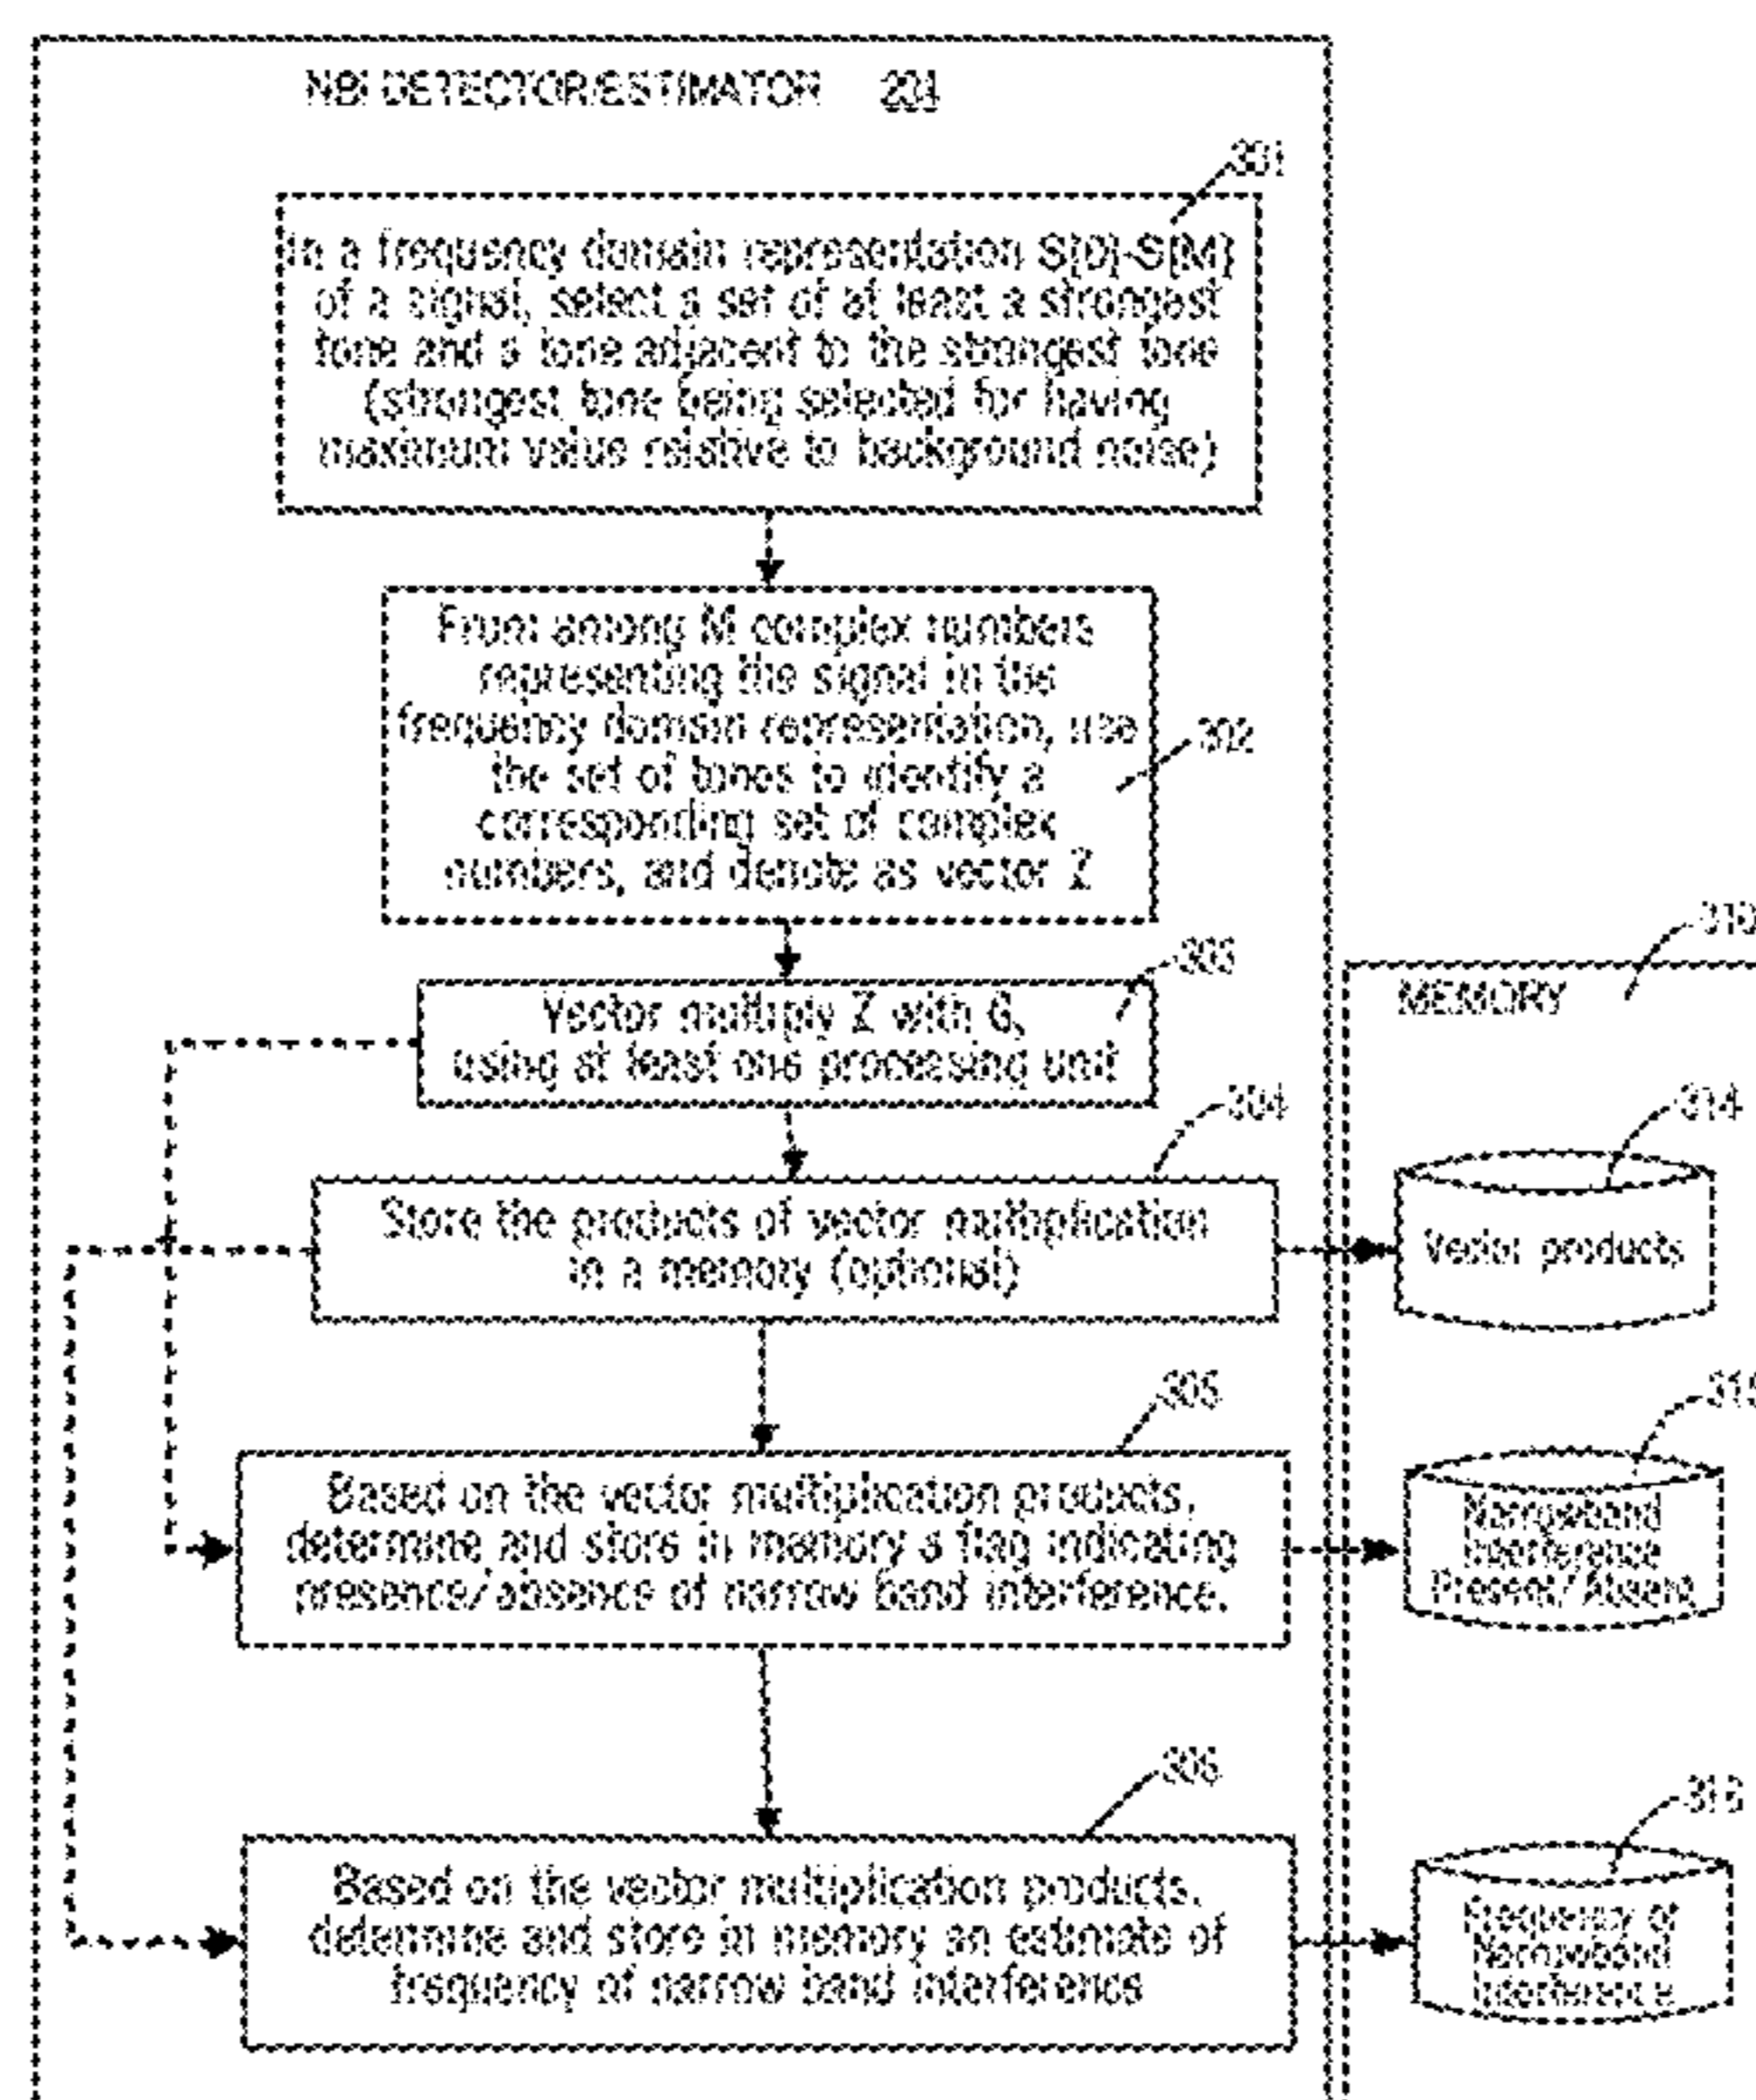 NBI DETECTOR/ESTIMATOR 201
301
In a frequency domain representation S[0]-S[M]
of a signal, select a set of at least a strongest
tone and a tone adjacent to the strongest tone
(strongest tone being selected for having
maximum value relative to background noise)
From among M complex numbers
representing the signal in the
frequency domain representation, use
the set of tones to identify a
corresponding set of complex
numbers, and denote as vector Z
302
303
Vector multiply Z with G,
using at least one processing unit
310
MEMORY
304
Store the products of vector multiplication
in a memory (optional)
314
Vector products
305
Based on the vector multiplication products,
determine and store in memory a flag indicating
presence/absence of narrow band interference.
315
Narrowband
Interference
Present/Absent
306
Based on the vector multiplication products,
determine and store in memory an estimate of
frequency of narrow band interference
316
Frequency of
Narrowband
Interference